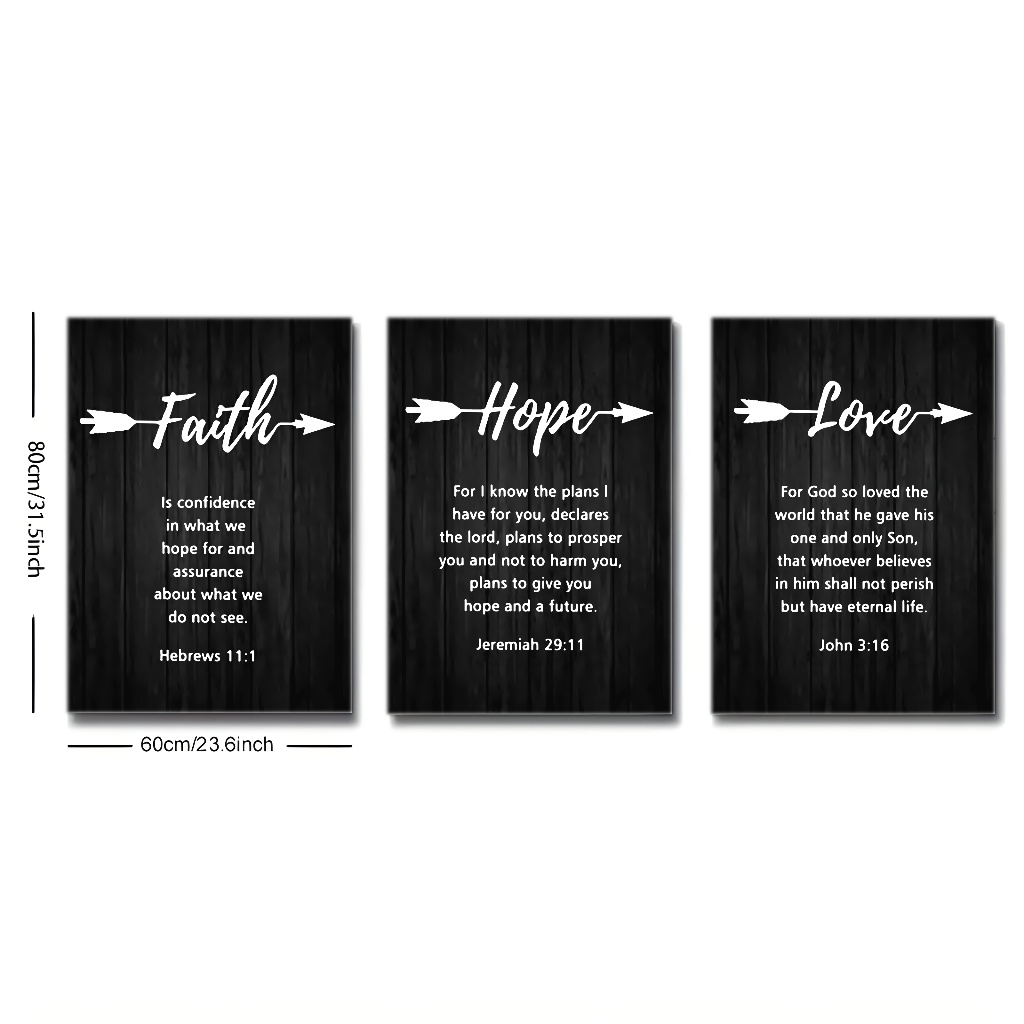 80cm/31.5inch
Faith
Is confidence
in what we
hope for and
assurance
about what we
do not see.
Hebrews 11:1
60cm/23.6inch
Hope
For I know the plans I
have for you, declares
the lord, plans to prosper
you and not to harm you,
plans to give you
hope and a future.
Jeremiah 29:11
Love
For God so loved the
world that he gave his
one and only Son,
that whoever believes
in him shall not perish
but have eternal life.
John 3:16